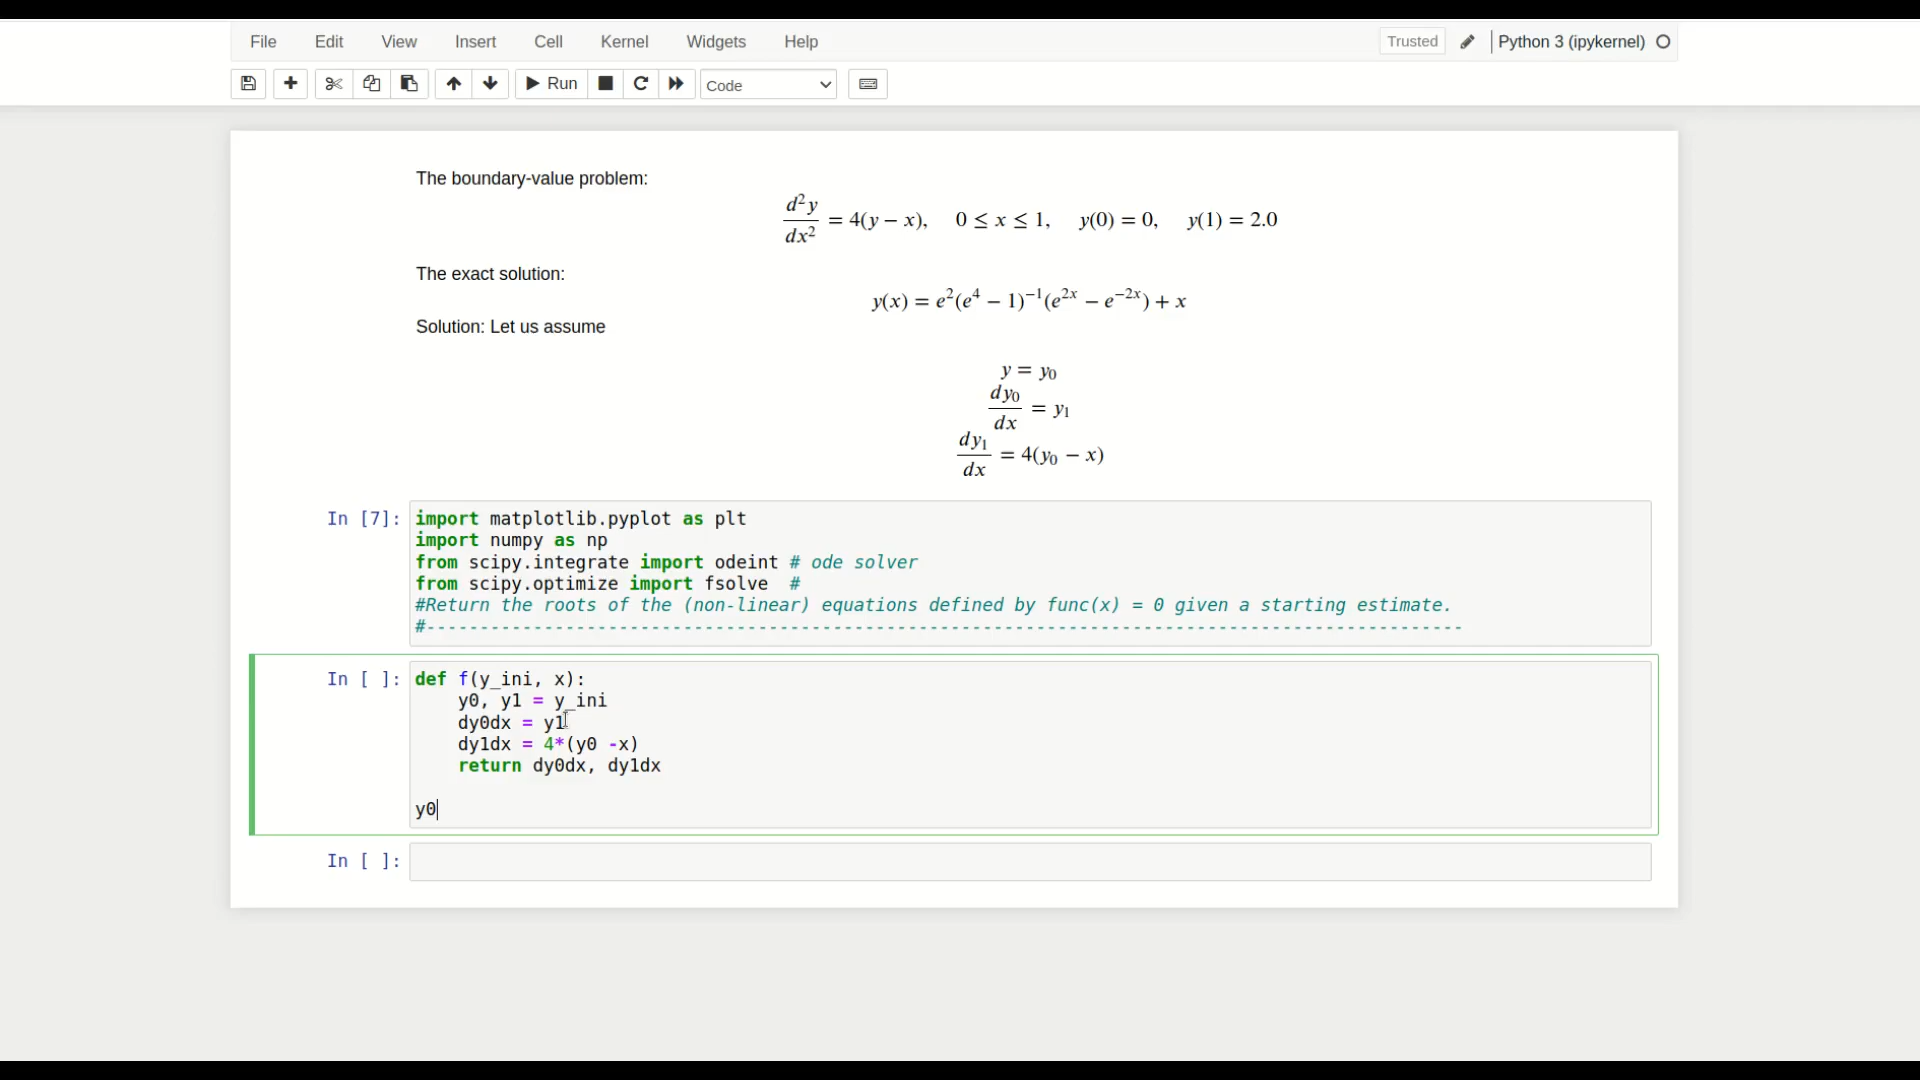 File Edit View Insert Cell Kernel Widgets Help Trusted Python 3 (ipykernel)
Run Code
The boundary-value problem:
d²y/dx² = 4(y − x), 0 ≤ x ≤ 1, y(0) = 0, y(1) = 2.0
The exact solution:
y(x) = e²(e⁴ − 1)⁻¹(e²ˣ − e⁻²ˣ) + x
Solution: Let us assume
y = y₀
dy₀/dx = y₁
dy₁/dx = 4(y₀ − x)
In [7]: import matplotlib.pyplot as plt
import numpy as np
from scipy.integrate import odeint # ode solver
from scipy.optimize import fsolve #
#Return the roots of the (non-linear) equations defined by func(x) = 0 given a starting estimate.
#-------------------------------------------------------------------------------------------------
In [ ]: def f(y_ini, x):
y0, y1 = y_ini
dy0dx = y1
dy1dx = 4*(y0 -x)
return dy0dx, dy1dx
y0
In [ ]: